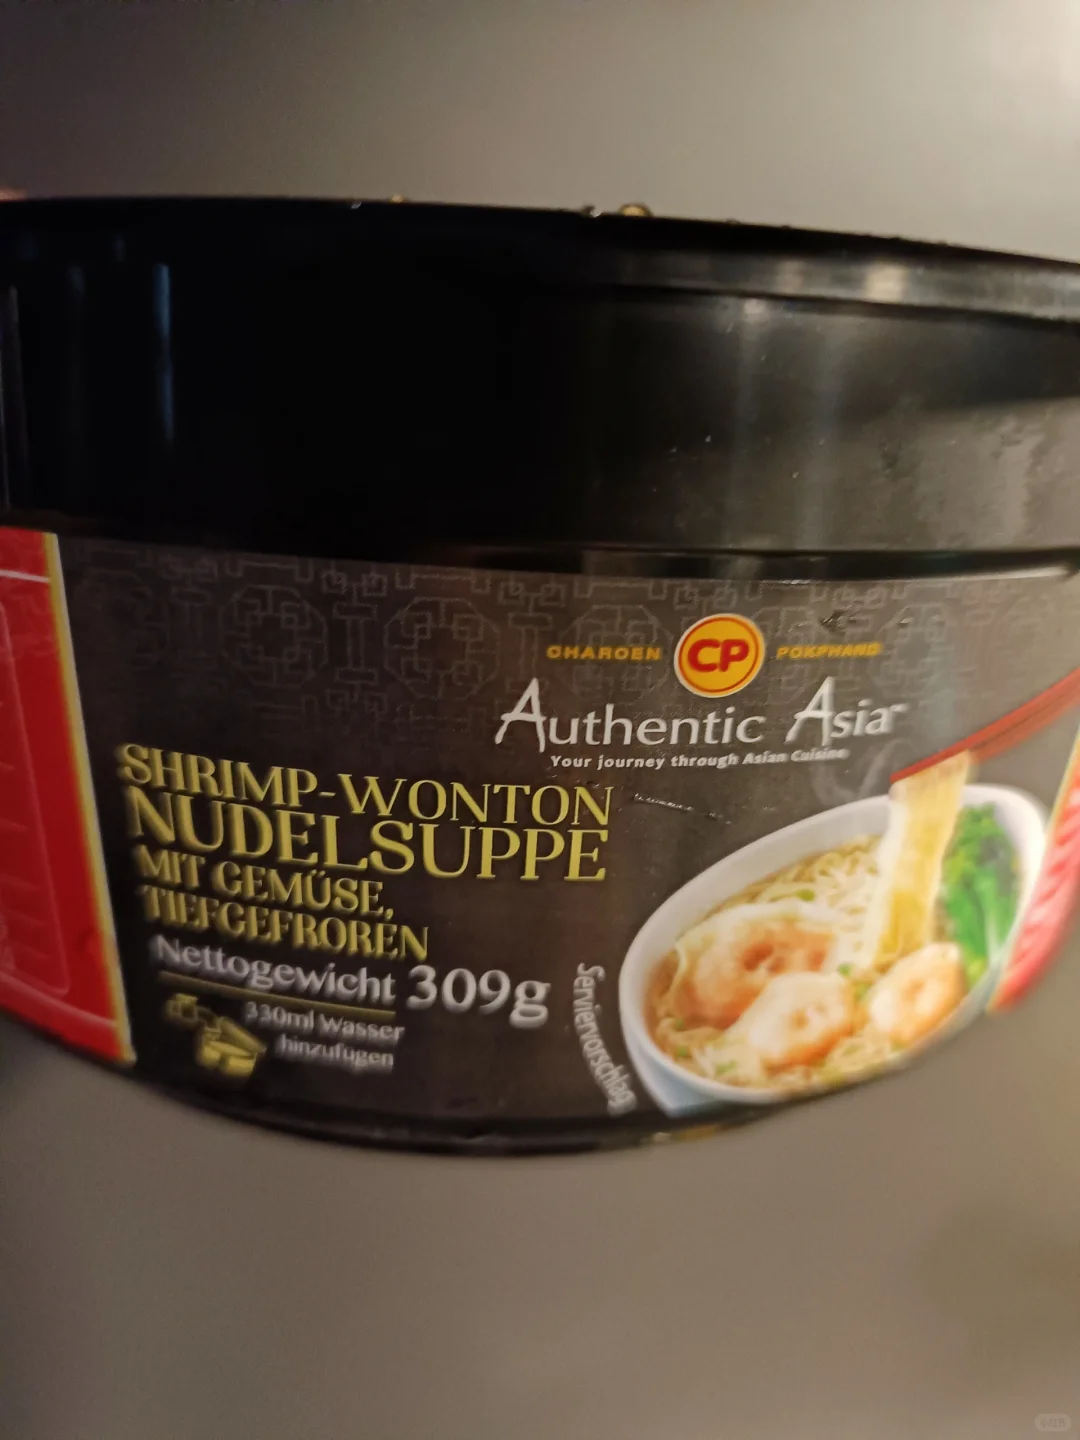 CHAROEN CP POKPHAND
Authentic Asia™
Your journey through Asian Cuisine
SHRIMP-WONTON
NUDELSUPPE
MIT GEMÜSE,
TIEFGEFROREN
Nettogewicht 309g
330ml Wasser
hinzufügen
Serviervorschlag